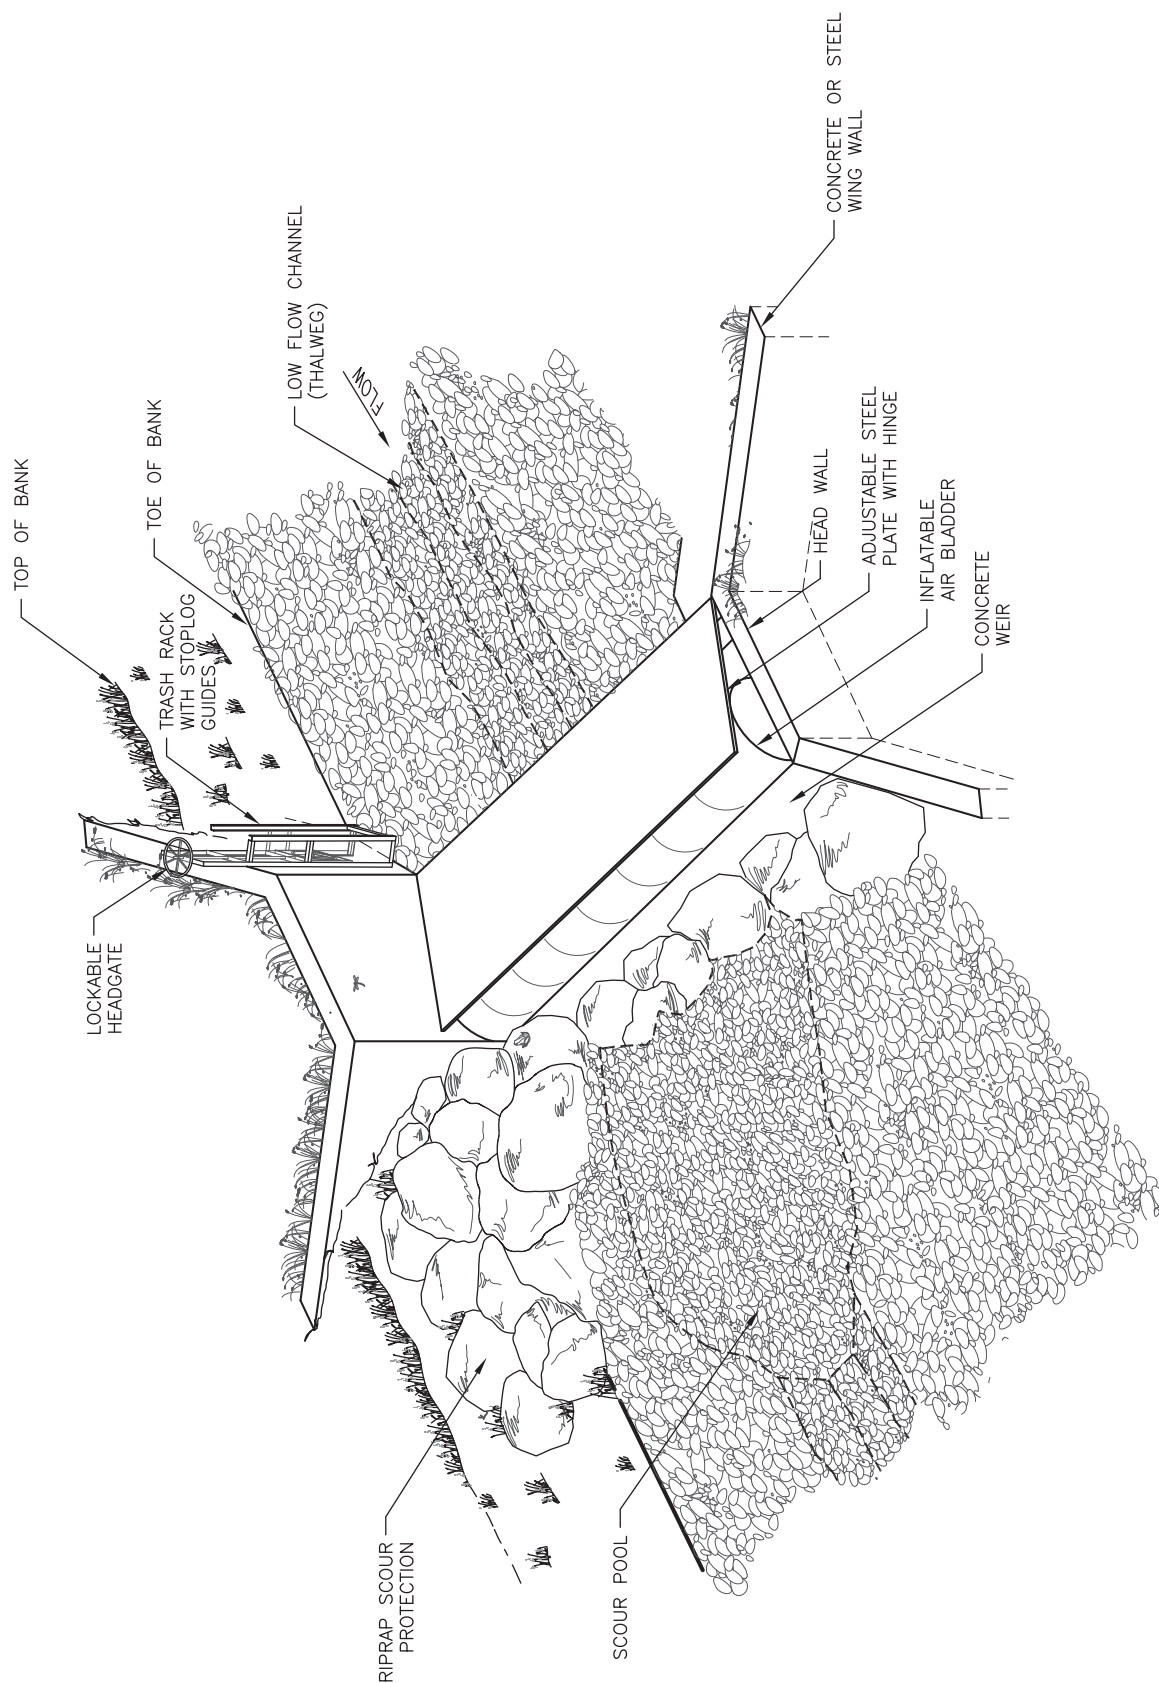 TOP OF BANK
TOE OF BANK
TRASH RACK
WITH STOPLOG
GUIDES
LOCKABLE
HEADGATE
LOW FLOW CHANNEL
(THALWEG)
FLOW
CONCRETE OR STEEL
WING WALL
HEAD WALL
ADJUSTABLE STEEL
PLATE WITH HINGE
INFLATABLE
AIR BLADDER
CONCRETE
WEIR
RIPRAP SCOUR
PROTECTION
SCOUR POOL